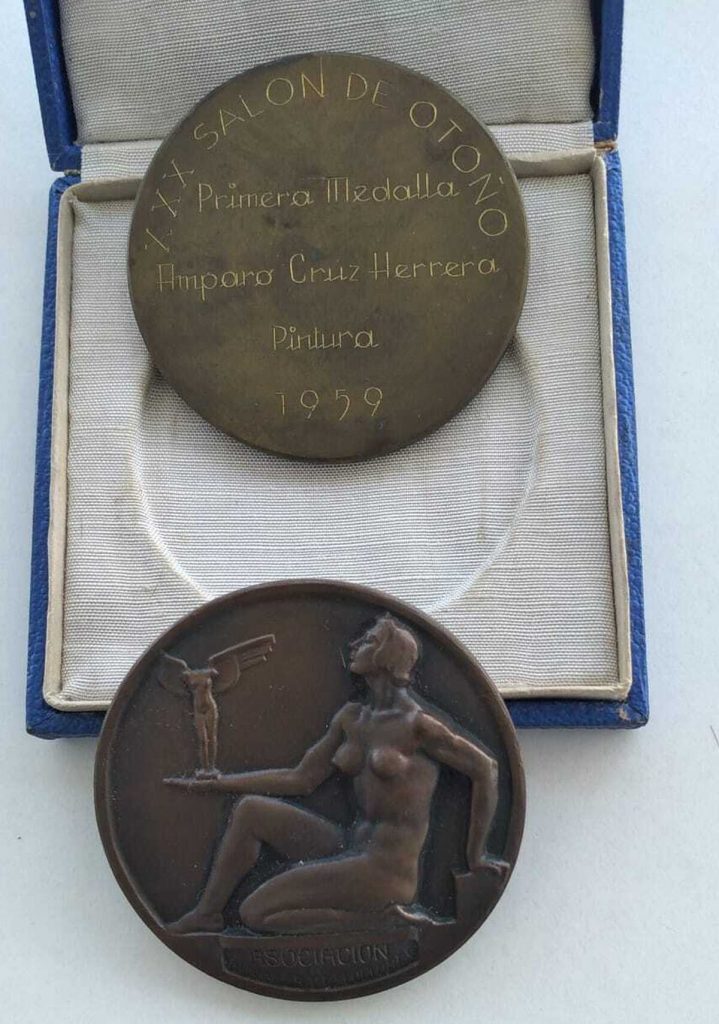 XXX SALON DE OTOÑO
Primera Medalla
Amparo Cruz Herrera
Pintura
1959
ASOCIACION